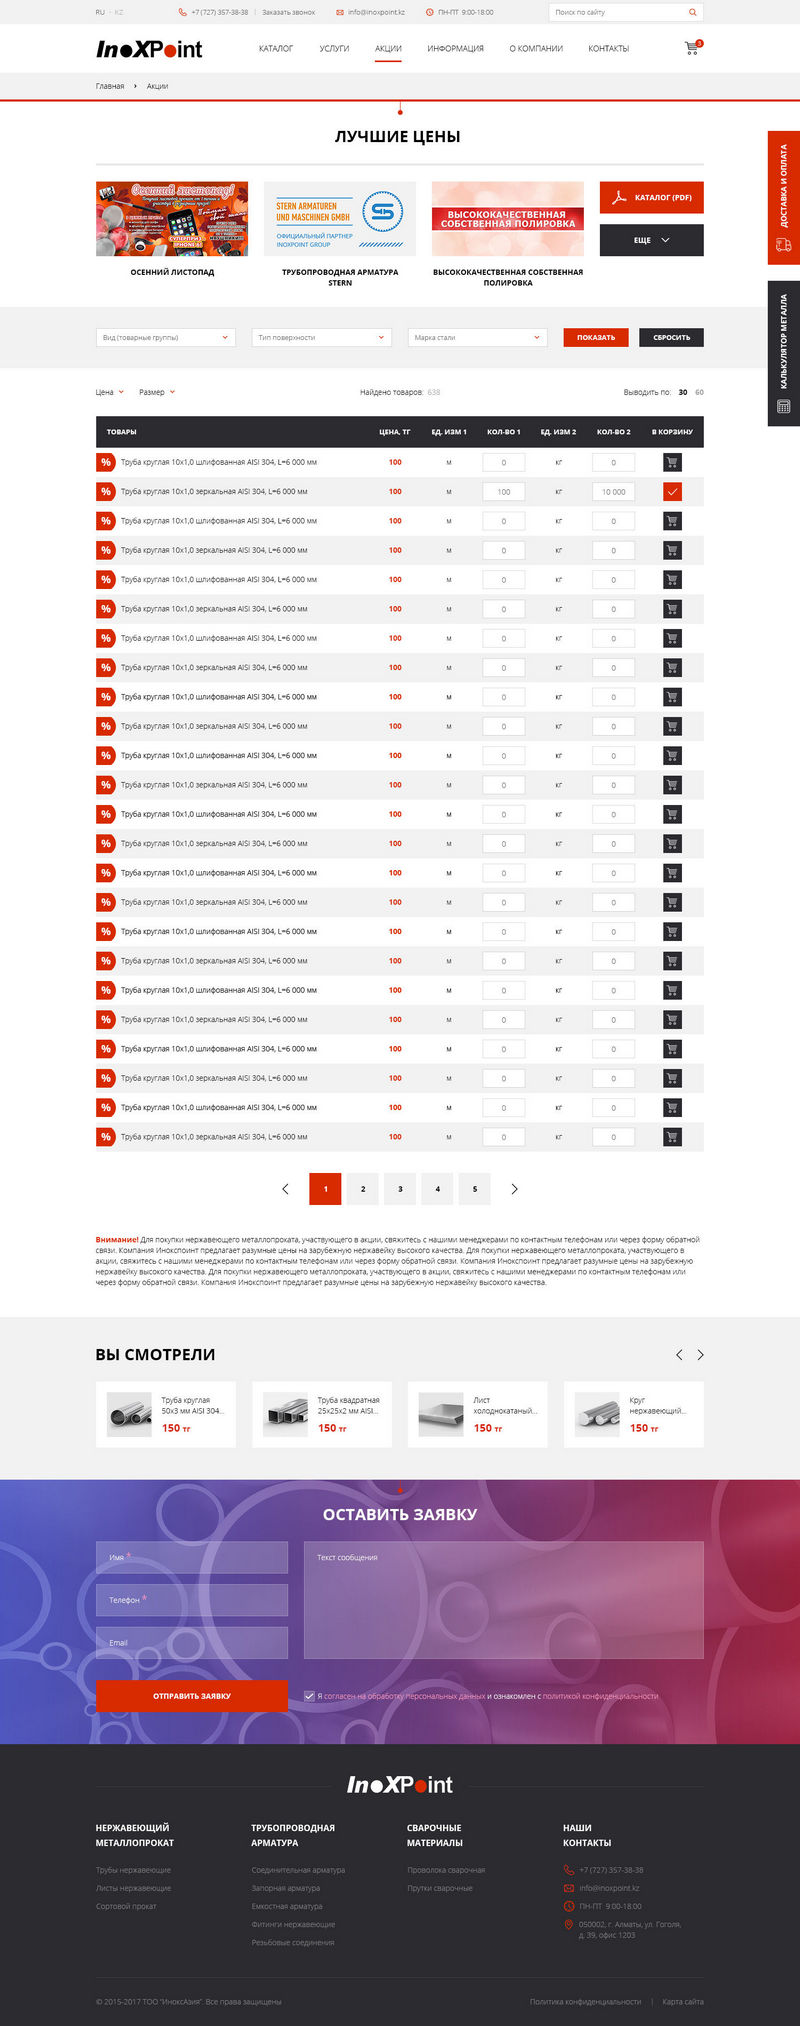 RU - KZ
+7 (727) 357-38-38 | Заказать звонок
info@inoxpoint.kz
ПН-ПТ 9:00-18:00
Поиск по сайту
InoXPoint
КАТАЛОГ УСЛУГИ АКЦИИ ИНФОРМАЦИЯ О КОМПАНИИ КОНТАКТЫ
Главная › Акции
ЛУЧШИЕ ЦЕНЫ
ДОСТАВКА И ОПЛАТА
КАЛЬКУЛЯТОР МЕТАЛЛА
Осенний листопад!
STERN ARMATUREN
UND MASCHINEN GMBH
ОФИЦИАЛЬНЫЙ ПАРТНЕР
INOXPOINT GROUP
ВЫСОКОКАЧЕСТВЕННАЯ
СОБСТВЕННАЯ ПОЛИРОВКА
КАТАЛОГ (PDF)
ЕЩЕ
ОСЕННИЙ ЛИСТОПАД
ТРУБОПРОВОДНАЯ АРМАТУРА
STERN
ВЫСОКОКАЧЕСТВЕННАЯ СОБСТВЕННАЯ
ПОЛИРОВКА
Вид (товарные группы) Тип поверхности Марка стали ПОКАЗАТЬ СБРОСИТЬ
Цена Размер Найдено товаров: 638 Выводить по: 30 60
ТОВАРЫ ЦЕНА, ТГ ЕД. ИЗМ 1 КОЛ-ВО 1 ЕД. ИЗМ 2 КОЛ-ВО 2 В КОРЗИНУ
% Труба круглая 10х1,0 шлифованная AISI 304, L=6 000 мм 100 м 0 кг 0
% Труба круглая 10х1,0 зеркальная AISI 304, L=6 000 мм 100 м 100 кг 10 000
% Труба круглая 10х1,0 шлифованная AISI 304, L=6 000 мм 100 м 0 кг 0
% Труба круглая 10х1,0 зеркальная AISI 304, L=6 000 мм 100 м 0 кг 0
% Труба круглая 10х1,0 шлифованная AISI 304, L=6 000 мм 100 м 0 кг 0
% Труба круглая 10х1,0 зеркальная AISI 304, L=6 000 мм 100 м 0 кг 0
% Труба круглая 10х1,0 шлифованная AISI 304, L=6 000 мм 100 м 0 кг 0
% Труба круглая 10х1,0 зеркальная AISI 304, L=6 000 мм 100 м 0 кг 0
% Труба круглая 10х1,0 шлифованная AISI 304, L=6 000 мм 100 м 0 кг 0
% Труба круглая 10х1,0 зеркальная AISI 304, L=6 000 мм 100 м 0 кг 0
% Труба круглая 10х1,0 шлифованная AISI 304, L=6 000 мм 100 м 0 кг 0
% Труба круглая 10х1,0 зеркальная AISI 304, L=6 000 мм 100 м 0 кг 0
% Труба круглая 10х1,0 шлифованная AISI 304, L=6 000 мм 100 м 0 кг 0
% Труба круглая 10х1,0 зеркальная AISI 304, L=6 000 мм 100 м 0 кг 0
% Труба круглая 10х1,0 шлифованная AISI 304, L=6 000 мм 100 м 0 кг 0
% Труба круглая 10х1,0 зеркальная AISI 304, L=6 000 мм 100 м 0 кг 0
% Труба круглая 10х1,0 шлифованная AISI 304, L=6 000 мм 100 м 0 кг 0
% Труба круглая 10х1,0 зеркальная AISI 304, L=6 000 мм 100 м 0 кг 0
% Труба круглая 10х1,0 шлифованная AISI 304, L=6 000 мм 100 м 0 кг 0
% Труба круглая 10х1,0 зеркальная AISI 304, L=6 000 мм 100 м 0 кг 0
% Труба круглая 10х1,0 шлифованная AISI 304, L=6 000 мм 100 м 0 кг 0
% Труба круглая 10х1,0 зеркальная AISI 304, L=6 000 мм 100 м 0 кг 0
% Труба круглая 10х1,0 шлифованная AISI 304, L=6 000 мм 100 м 0 кг 0
% Труба круглая 10х1,0 зеркальная AISI 304, L=6 000 мм 100 м 0 кг 0
1 2 3 4 5
Внимание! Для покупки нержавеющего металлопроката, участвующего в акции, свяжитесь с нашими менеджерами по контактным телефонам или через форму обратной
связи. Компания Инокспоинт предлагает разумные цены на зарубежную нержавейку высокого качества. Для покупки нержавеющего металлопроката, участвующего в
акции, свяжитесь с нашими менеджерами по контактным телефонам или через форму обратной связи. Компания Инокспоинт предлагает разумные цены на зарубежную
нержавейку высокого качества. Для покупки нержавеющего металлопроката, участвующего в акции, свяжитесь с нашими менеджерами по контактным телефонам или
через форму обратной связи. Компания Инокспоинт предлагает разумные цены на зарубежную нержавейку высокого качества.
ВЫ СМОТРЕЛИ
Труба круглая
50х3 мм AISI 304...
150 тг
Труба квадратная
25х25х2 мм AISI...
150 тг
Лист
холоднокатаный...
150 тг
Круг
нержавеющий...
150 тг
ОСТАВИТЬ ЗАЯВКУ
Имя *
Телефон *
Email
Текст сообщения
ОТПРАВИТЬ ЗАЯВКУ
Я согласен на обработку персональных данных и ознакомлен с политикой конфиденциальности
InoXPoint
НЕРЖАВЕЮЩИЙ
МЕТАЛЛОПРОКАТ
Трубы нержавеющие
Листы нержавеющие
Сортовой прокат
ТРУБОПРОВОДНАЯ
АРМАТУРА
Соединительная арматура
Запорная арматура
Емкостная арматура
Фитинги нержавеющие
Резьбовые соединения
СВАРОЧНЫЕ
МАТЕРИАЛЫ
Проволока сварочная
Прутки сварочные
НАШИ
КОНТАКТЫ
+7 (727) 357-38-38
info@inoxpoint.kz
ПН-ПТ 9:00-18:00
050002, г. Алматы, ул. Гоголя,
д. 39, офис 1203
© 2015-2017 ТОО "ИноксАзия". Все права защищены
Политика конфиденциальности | Карта сайта